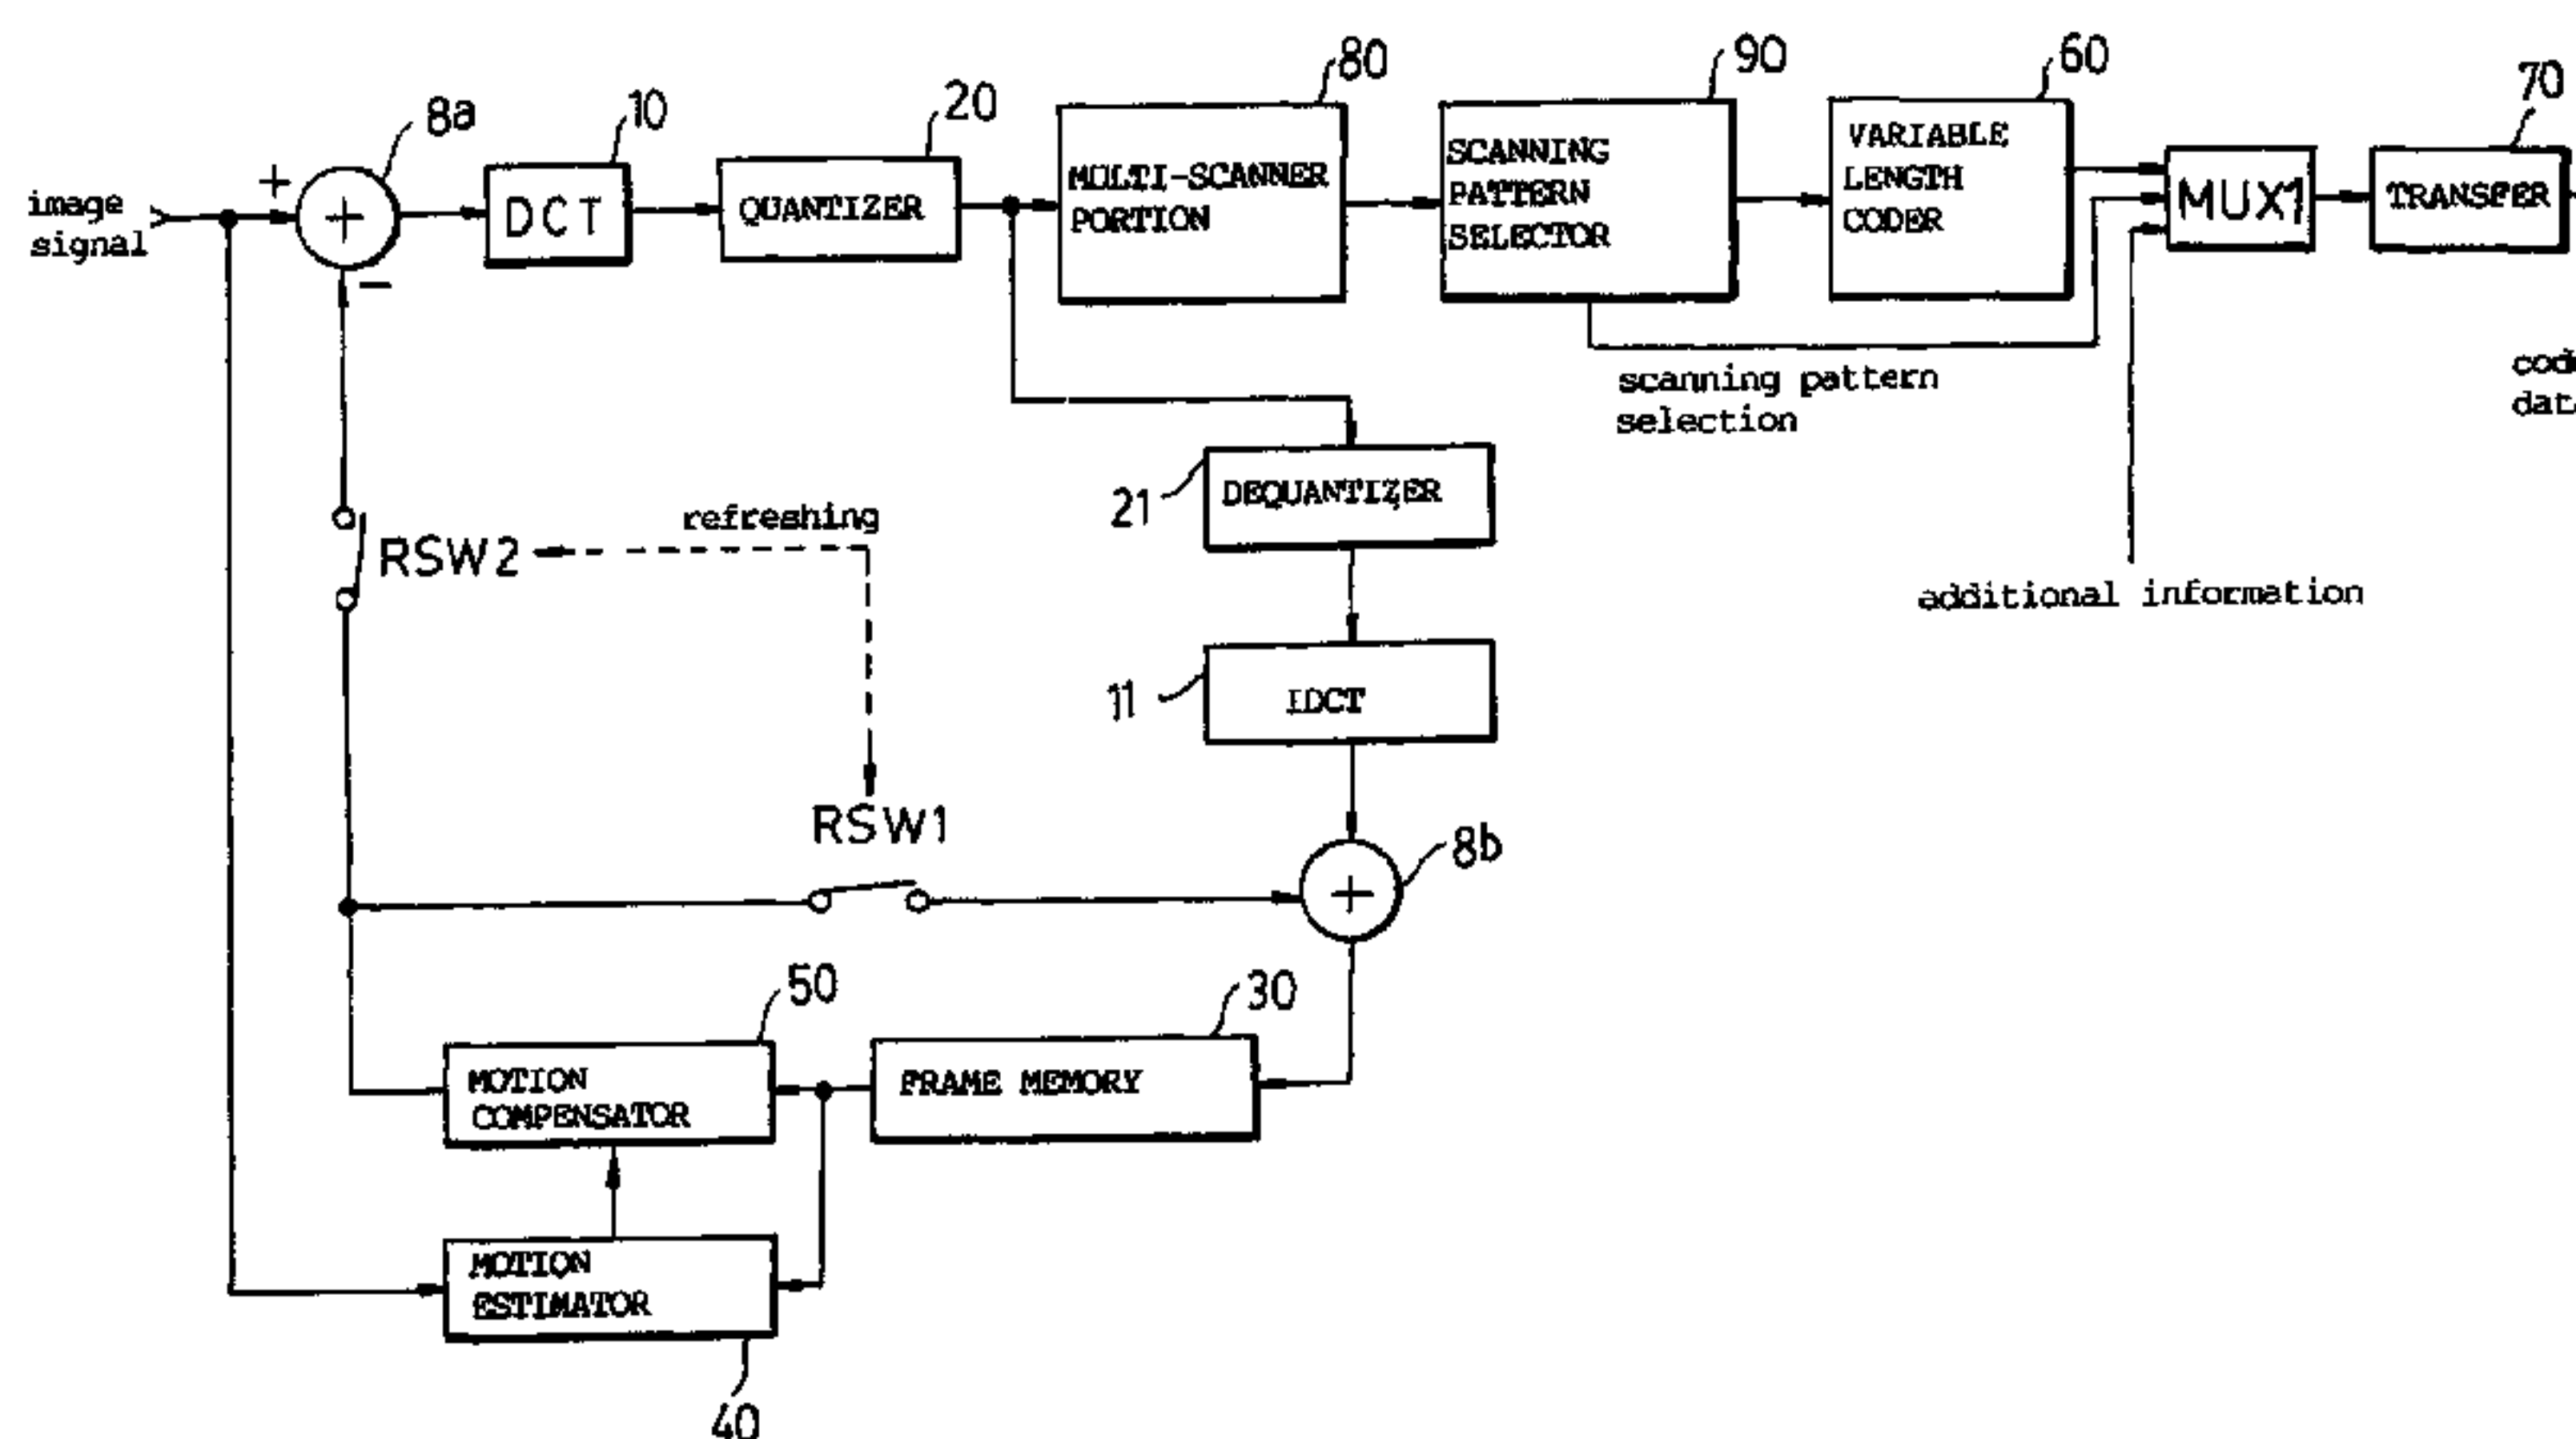 80
90
60
70
8a
10
20
+
image
signal
+
DCT
QUANTIZER
MULTI-SCANNER
PORTION
SCANNING
PATTERN
SELECTOR
VARIABLE
LENGTH
CODER
MUX1
TRANSFER
−
scanning pattern
selection
21
DEQUANTIZER
refreshing
RSW2
additional information
11
IDCT
RSW1
8b
+
50
30
MOTION
COMPENSATOR
FRAME MEMORY
MOTION
ESTIMATOR
40